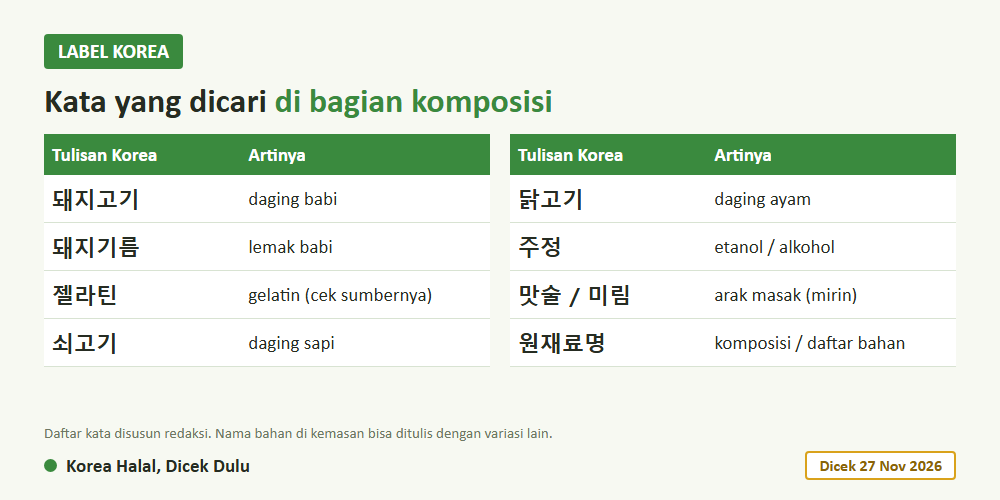 LABEL KOREA
Kata yang dicari di bagian komposisi
Tulisan Korea Artinya
돼지고기 daging babi
돼지기름 lemak babi
젤라틴 gelatin (cek sumbernya)
쇠고기 daging sapi
Tulisan Korea Artinya
닭고기 daging ayam
주정 etanol / alkohol
맛술 / 미림 arak masak (mirin)
원재료명 komposisi / daftar bahan
Daftar kata disusun redaksi. Nama bahan di kemasan bisa ditulis dengan variasi lain.
Korea Halal, Dicek Dulu
Dicek 27 Nov 2026